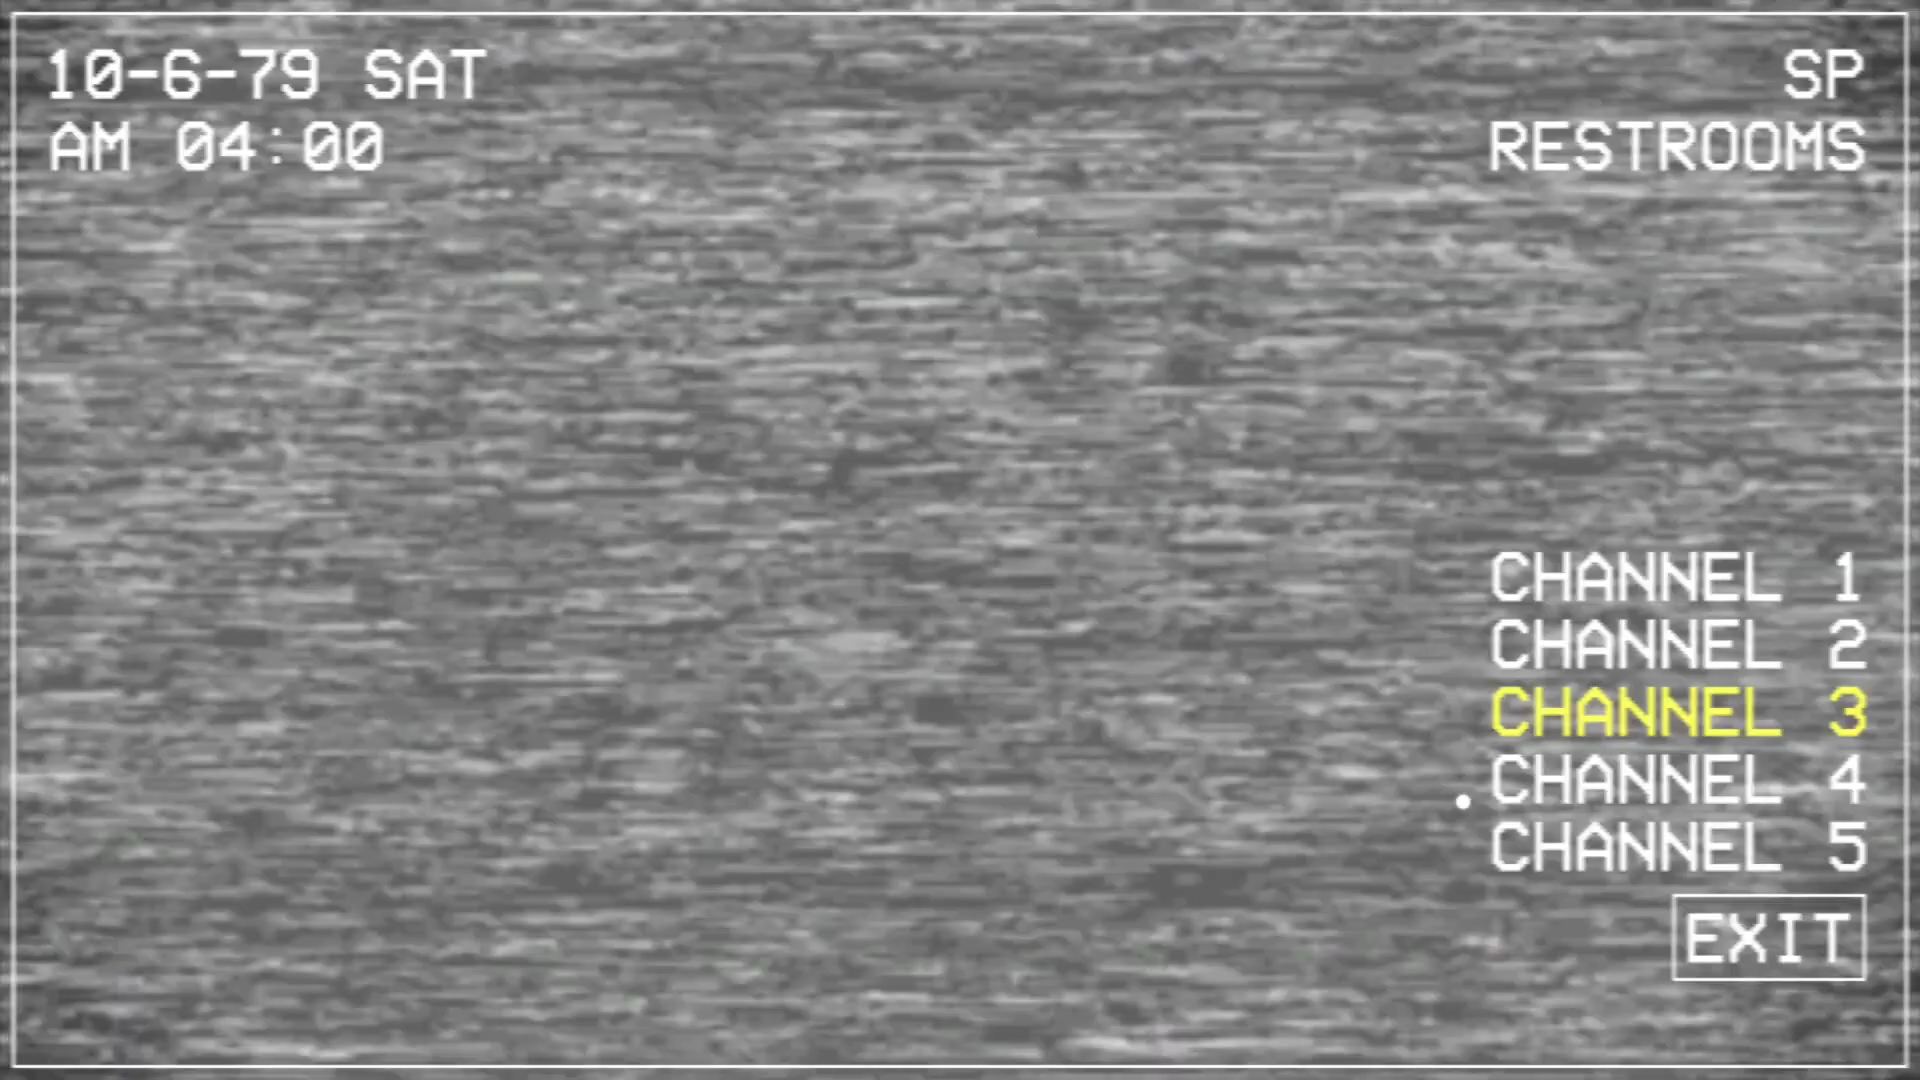 10-6-79 SAT
AM 04:00
SP
RESTROOMS
CHANNEL 1
CHANNEL 2
CHANNEL 3
CHANNEL 4
CHANNEL 5
EXIT